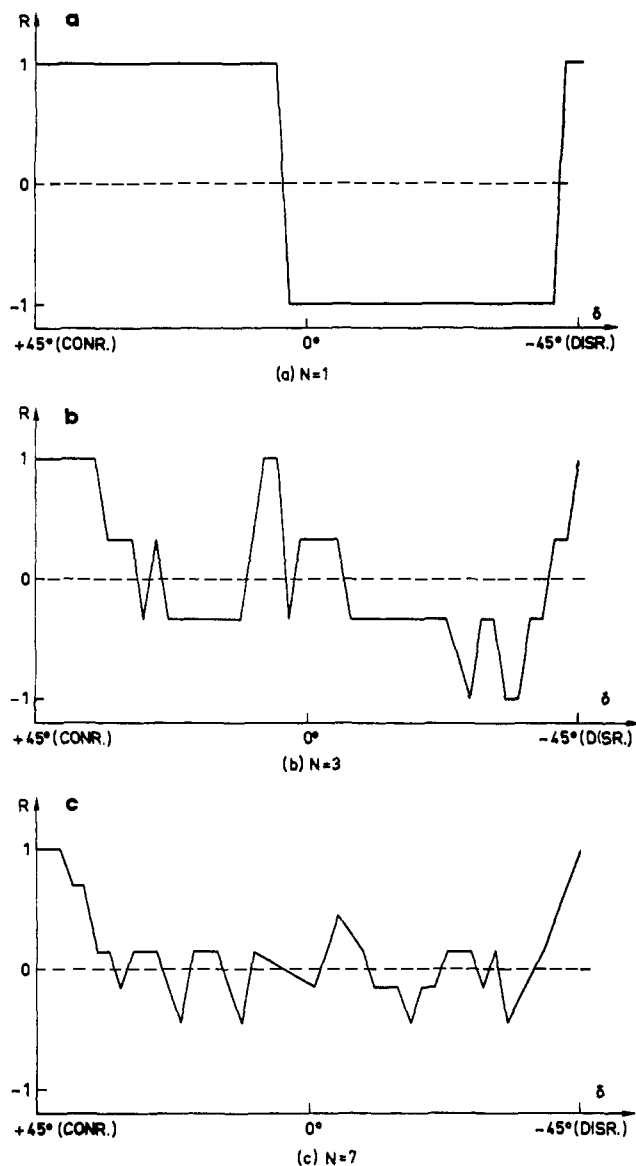 R a
1
0
-1
δ
+45° (CONR.) 0° -45° (DISR.)
(a) N=1
R b
1
0
-1
δ
+45° (CONR.) 0° -45° (DISR.)
(b) N=3
R c
1
0
-1
δ
+45° (CONR.) 0° -45° (DISR.)
(c) N=7